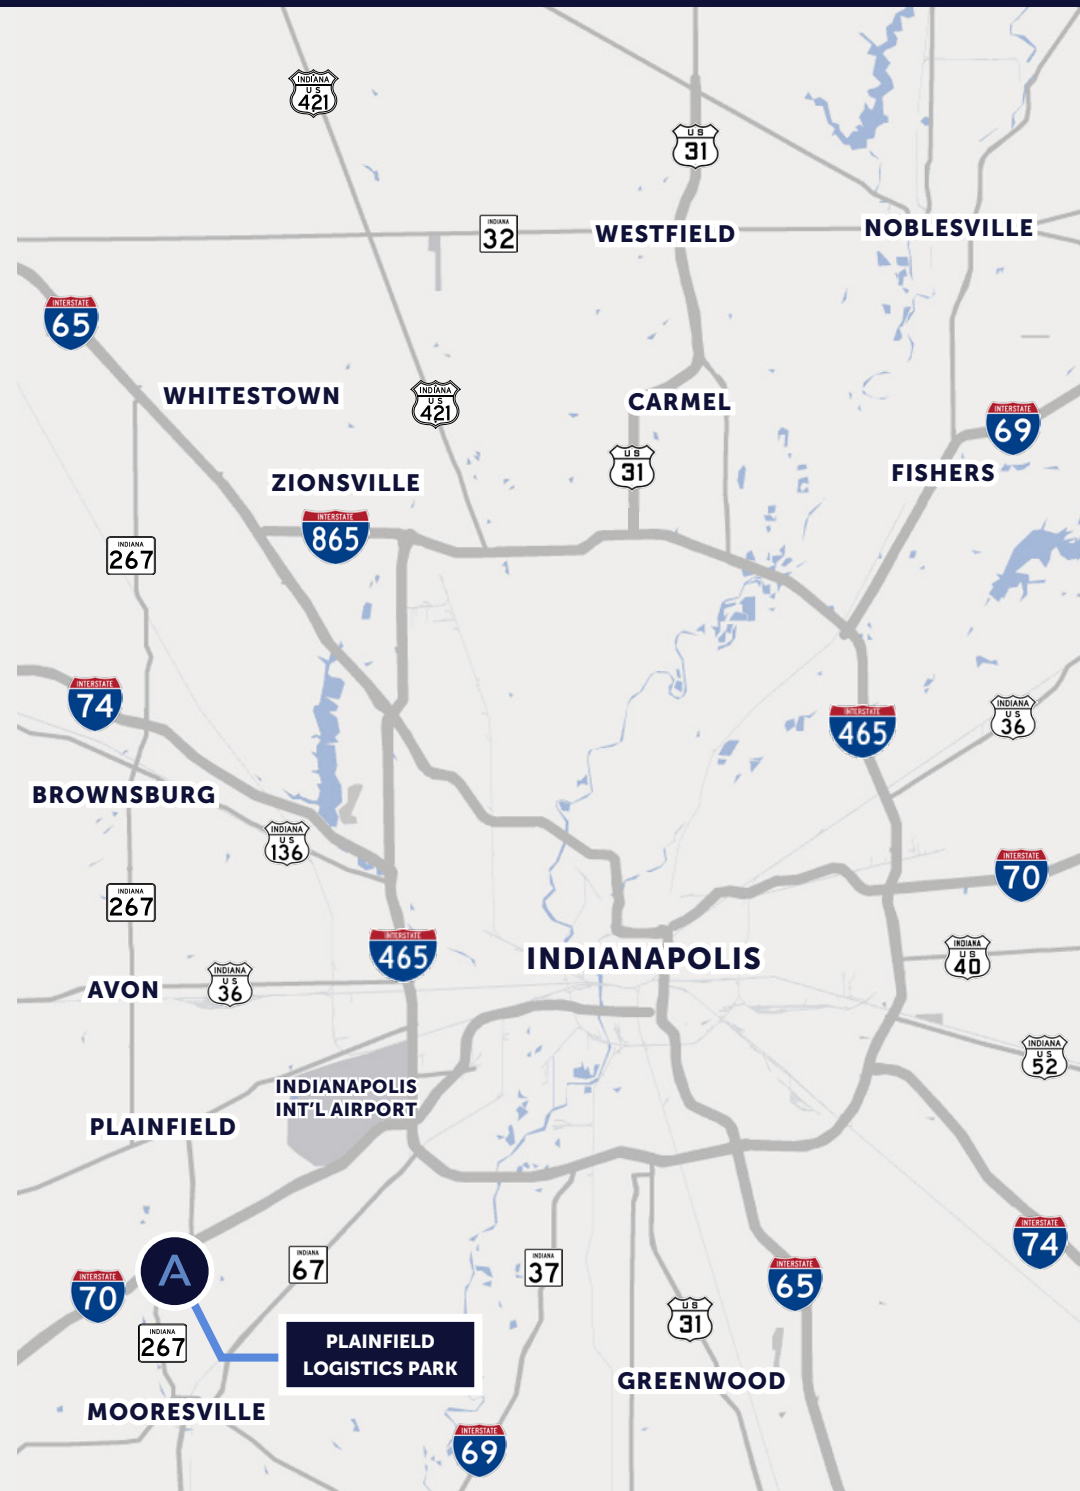 INDIANA
US
421
US
31
INDIANA
32
WESTFIELD
NOBLESVILLE
INTERSTATE
65
WHITESTOWN
INDIANA
US
421
CARMEL
INTERSTATE
69
US
31
FISHERS
ZIONSVILLE
INTERSTATE
865
INDIANA
267
INTERSTATE
74
INTERSTATE
465
INDIANA
US
36
BROWNSBURG
INDIANA
US
136
INTERSTATE
70
INDIANA
267
INTERSTATE
465
INDIANAPOLIS
INDIANA
US
40
AVON
INDIANA
US
36
INDIANA
US
52
INDIANAPOLIS
INT'L AIRPORT
PLAINFIELD
INTERSTATE
74
A
INTERSTATE
70
INDIANA
67
INDIANA
37
INTERSTATE
65
US
31
INDIANA
267
PLAINFIELD
LOGISTICS PARK
GREENWOOD
MOORESVILLE
INTERSTATE
69